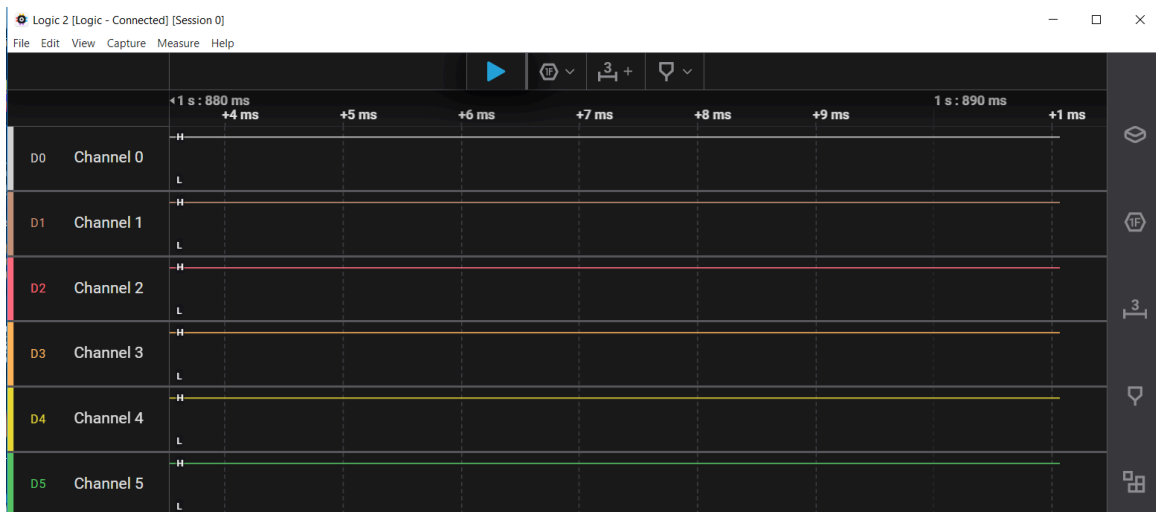 Logic 2 [Logic - Connected] [Session 0]
File Edit View Capture Measure Help
1F 3 +
1 s : 880 ms 1 s : 890 ms
+4 ms +5 ms +6 ms +7 ms +8 ms +9 ms +1 ms
H
D0 Channel 0
L
H
D1 Channel 1
1F
L
H
D2 Channel 2
L
3
H
D3 Channel 3
L
H
D4 Channel 4
L
H
D5 Channel 5
L